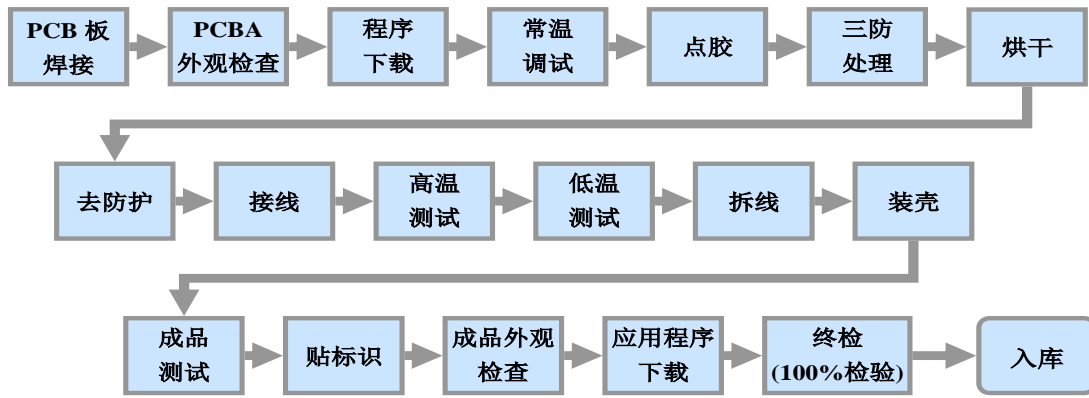 PCB 板
焊接
PCBA
外观检查
程序
下载
常温
调试
点胶
三防
处理
烘干
去防护
接线
高温
测试
低温
测试
拆线
装壳
成品
测试
贴标识
成品外观
检查
应用程序
下载
终检
(100%检验)
入库